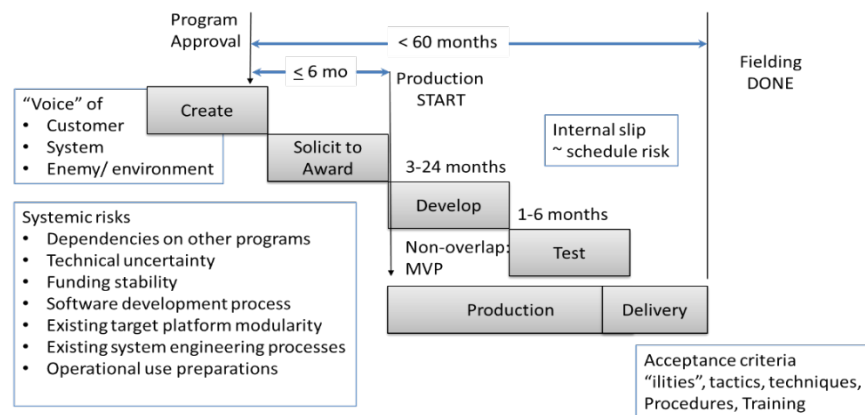 Program
Approval
< 60 months
≤ 6 mo
Production
START
Fielding
DONE
"Voice" of
• Customer
• System
• Enemy/ environment
Create
Solicit to
Award
Internal slip
~ schedule risk
3-24 months
Develop
1-6 months
Non-overlap:
MVP
Test
Systemic risks
• Dependencies on other programs
• Technical uncertainty
• Funding stability
• Software development process
• Existing target platform modularity
• Existing system engineering processes
• Operational use preparations
Production
Delivery
Acceptance criteria
"ilities", tactics, techniques,
Procedures, Training